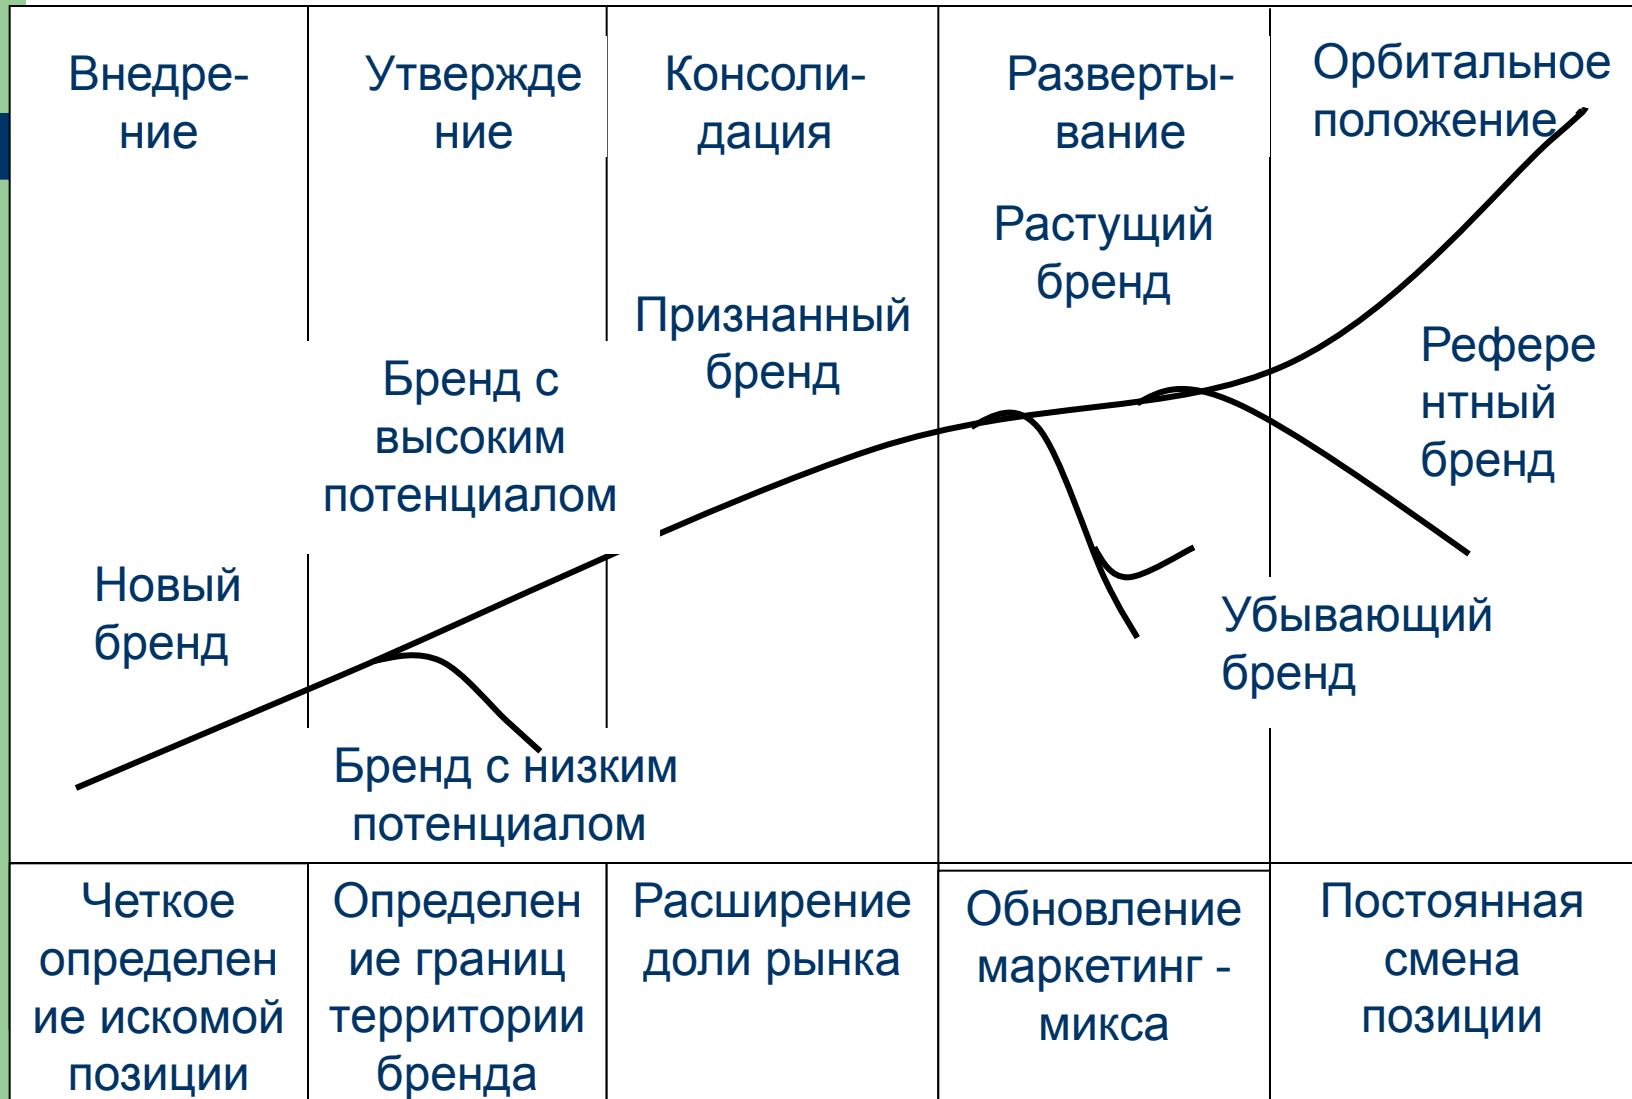 Внедре-
ние
Утвержде
ние
Консоли-
дация
Разверты-
вание
Орбитальное
положение
Растущий
бренд
Признанный
бренд
Рефере
нтный
бренд
Бренд с
высоким
потенциалом
Новый
бренд
Убывающий
бренд
Бренд с низким
потенциалом
Четкое
определен
ие искомой
позиции
Определен
ие границ
территории
бренда
Расширение
доли рынка
Обновление
маркетинг -
микса
Постоянная
смена
позиции